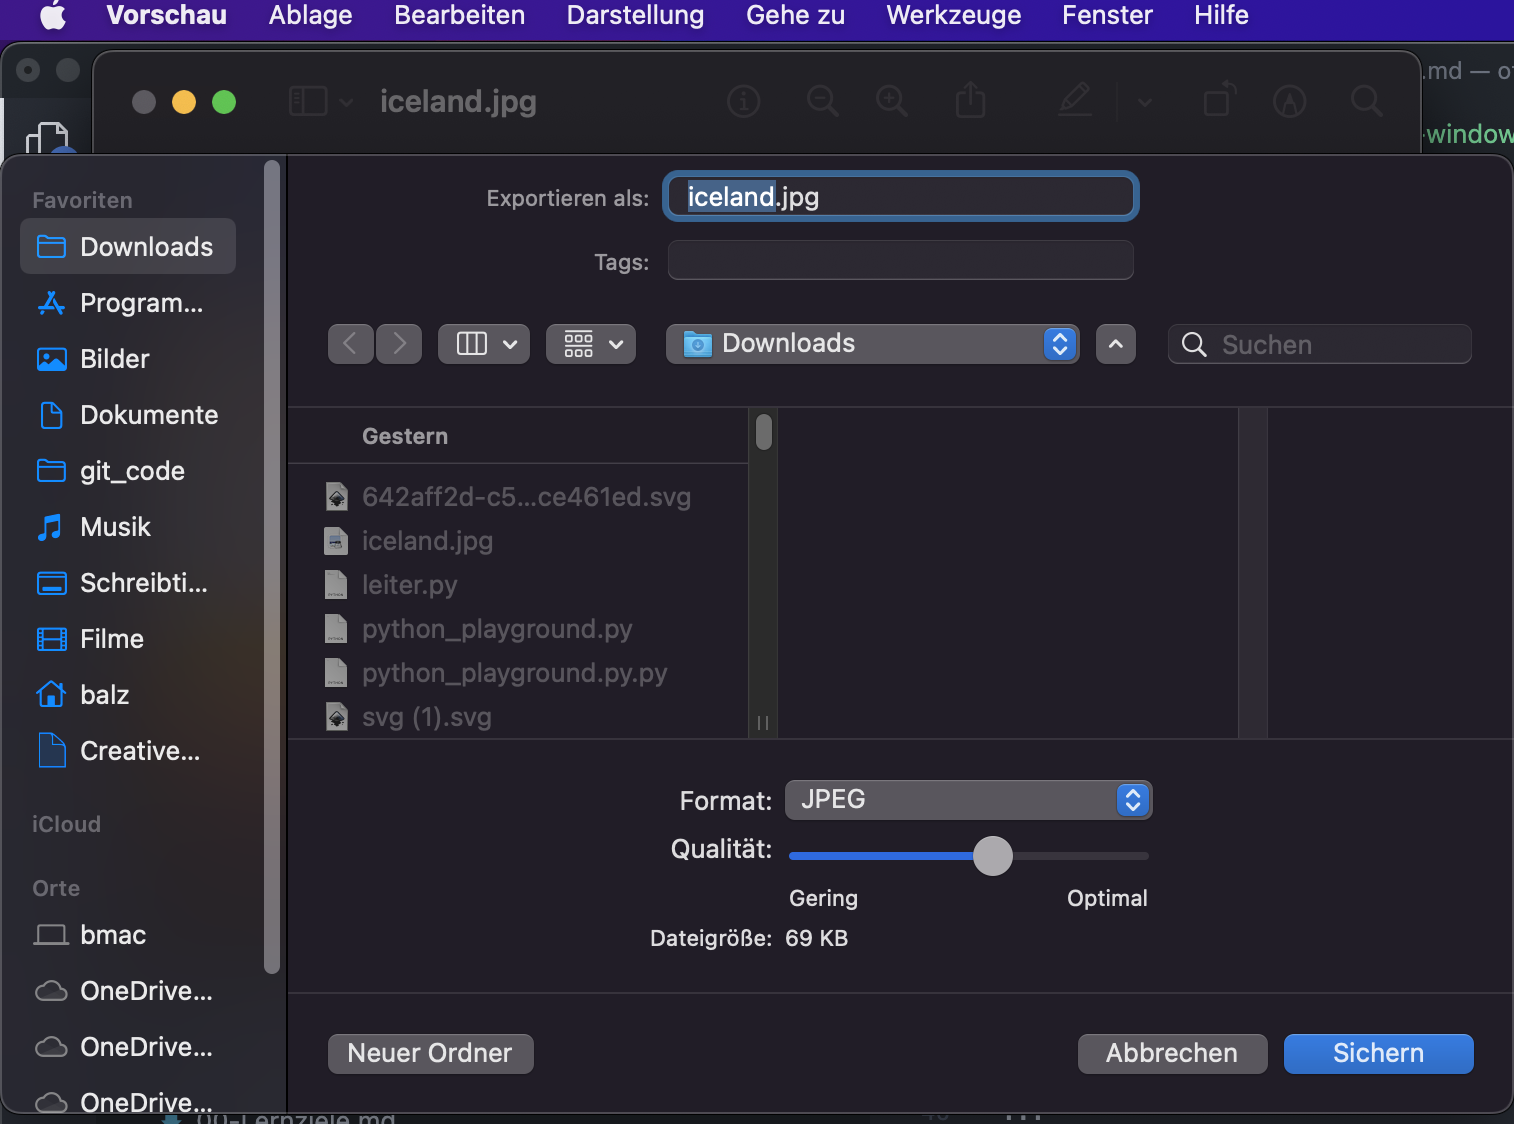 Vorschau Ablage Bearbeiten Darstellung Gehe zu Werkzeuge Fenster Hilfe
.md — o
iceland.jpg
-window
Favoriten
Downloads
Program...
Bilder
Dokumente
git_code
Musik
Schreibti...
Filme
balz
Creative...
iCloud
Orte
bmac
OneDrive...
OneDrive...
OneDrive...
Exportieren als: iceland.jpg
Tags:
Downloads
Suchen
Gestern
642aff2d-c5...ce461ed.svg
iceland.jpg
leiter.py
python_playground.py
python_playground.py.py
svg (1).svg
Format: JPEG
Qualität:
Gering Optimal
Dateigröße: 69 KB
Neuer Ordner Abbrechen Sichern
00-Lernziele.md